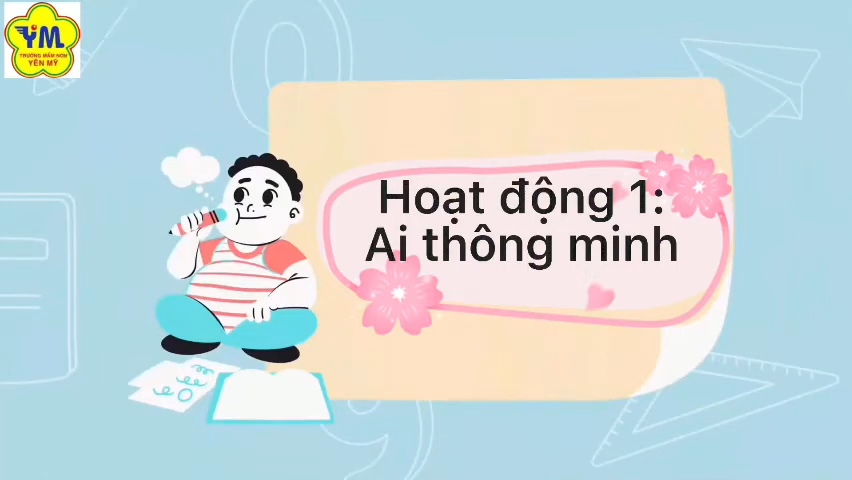 YM
TRƯỜNG MẦM NON
YÊN MỸ
Hoạt động 1:
Ai thông minh